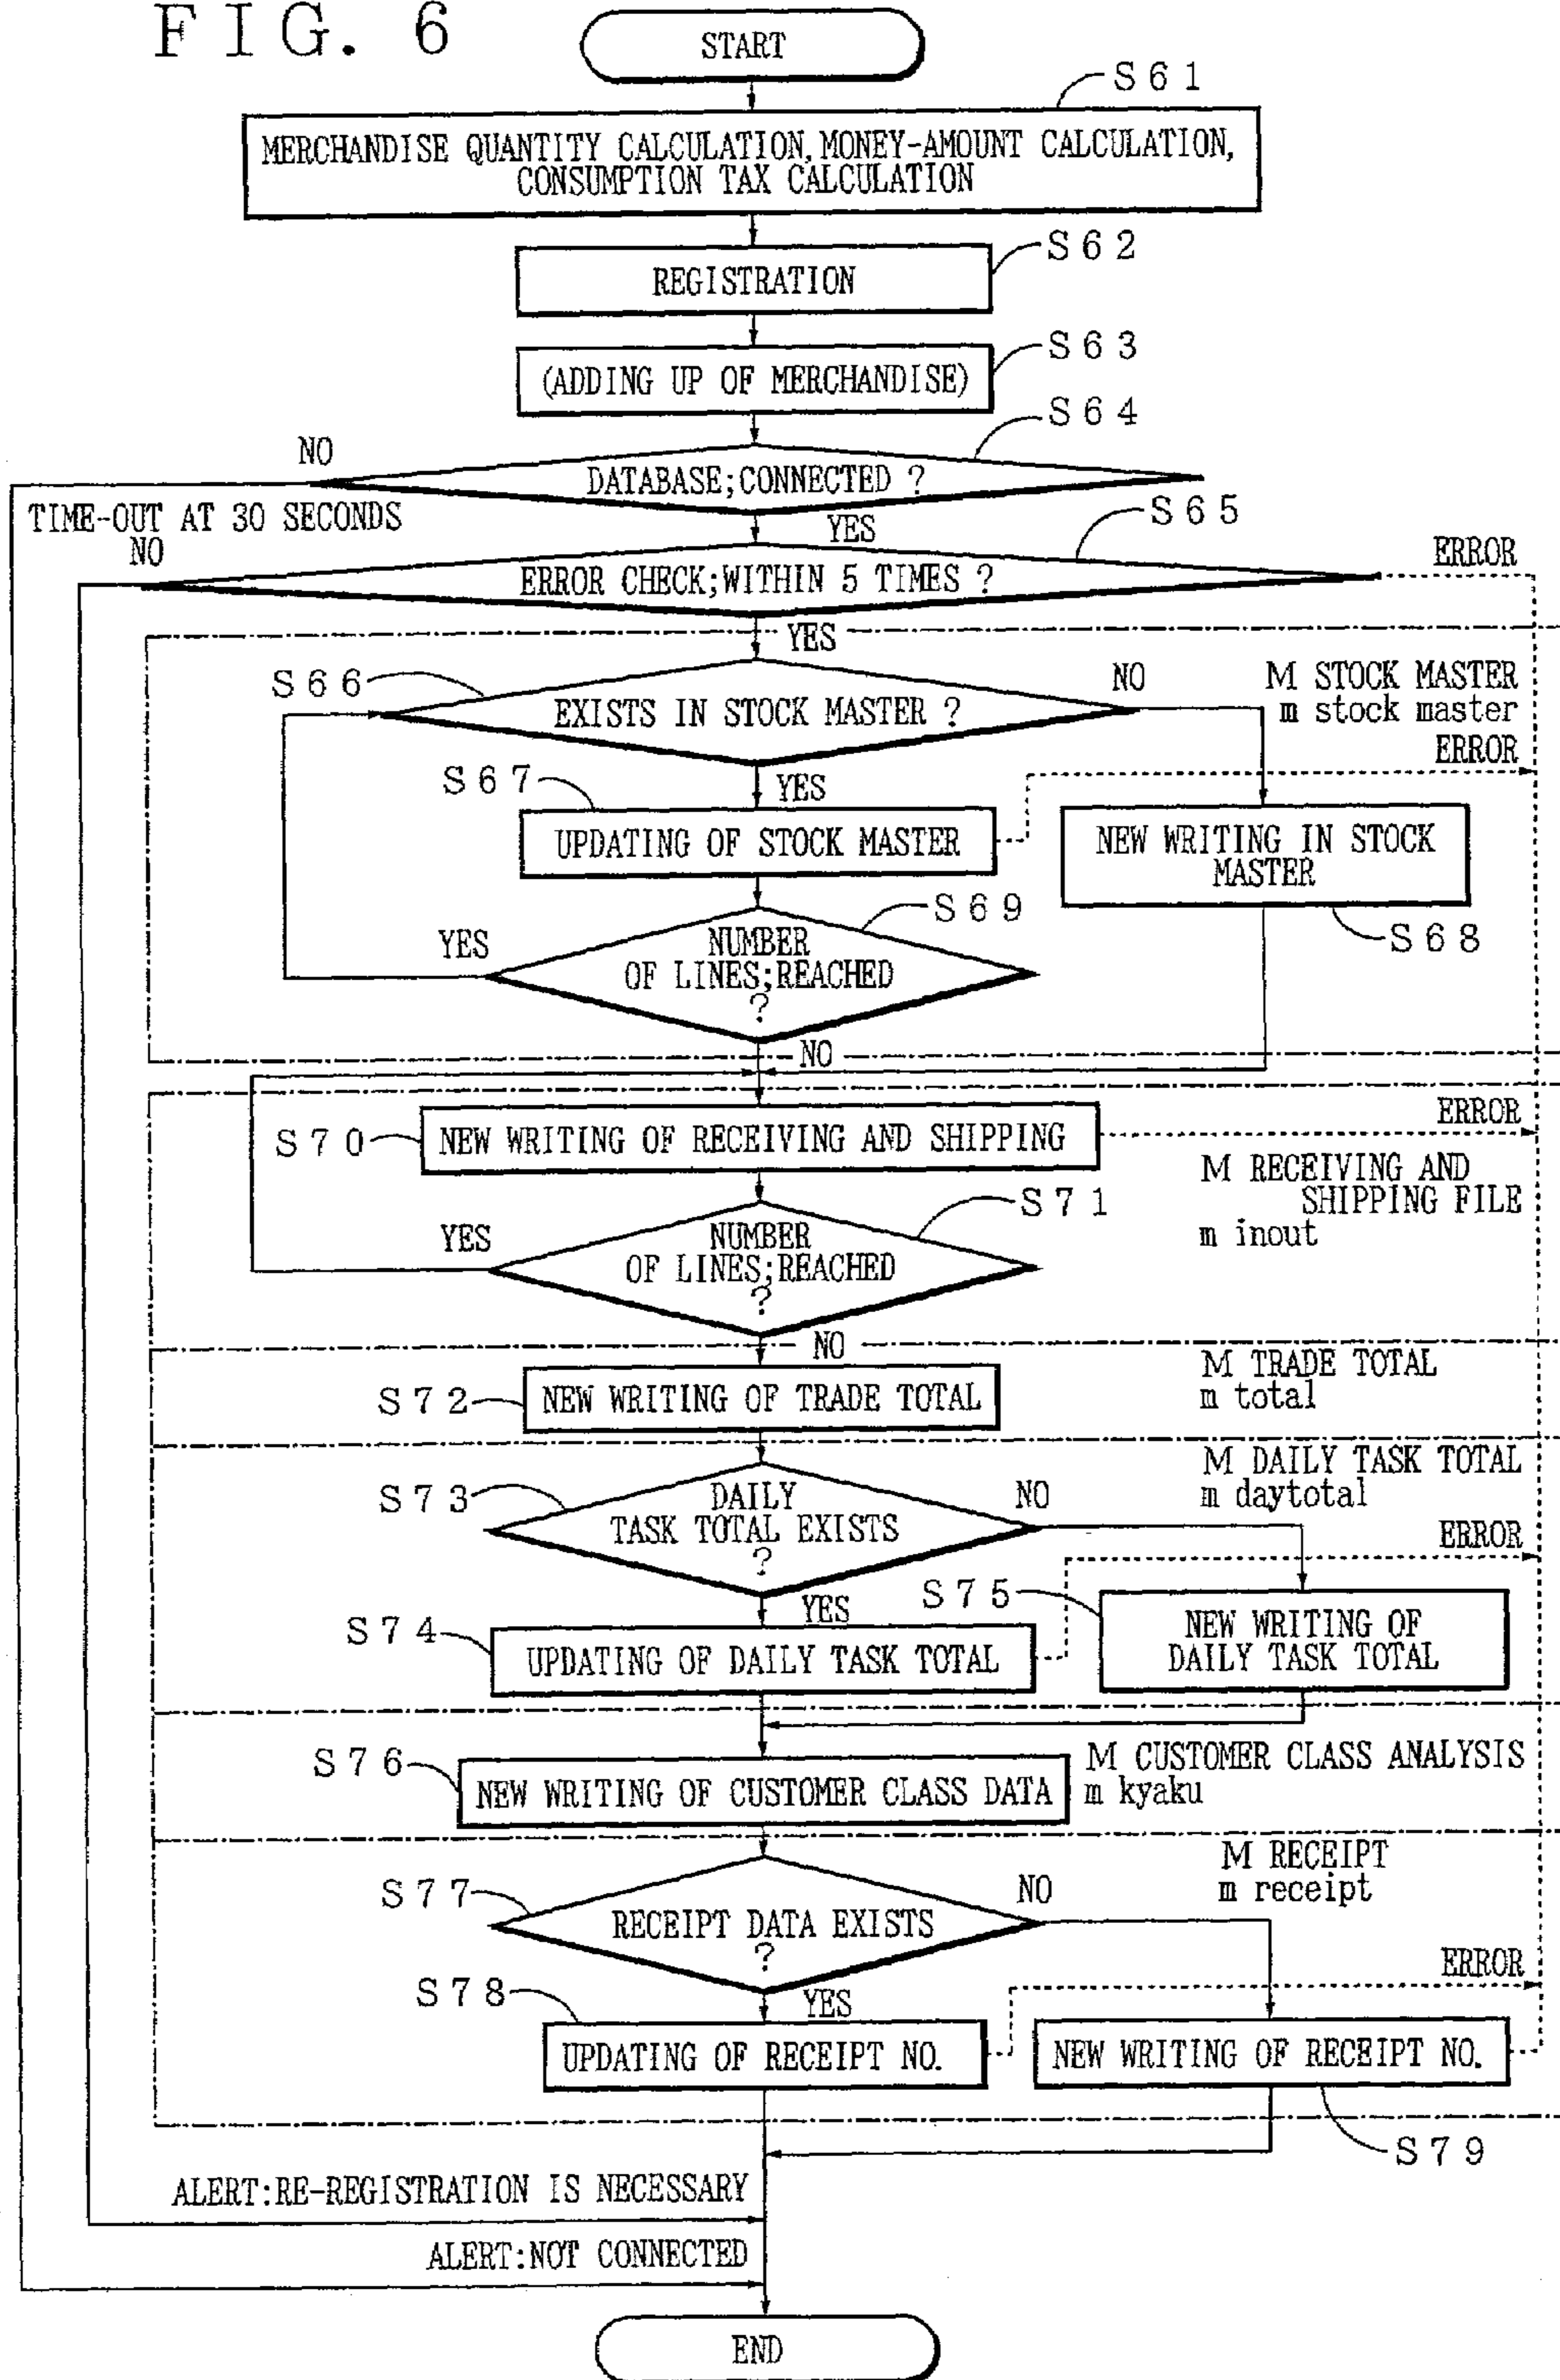 FIG. 6
START
S61
MERCHANDISE QUANTITY CALCULATION, MONEY-AMOUNT CALCULATION,
CONSUMPTION TAX CALCULATION
S62
REGISTRATION
S63
(ADDING UP OF MERCHANDISE)
S64
NO
DATABASE;CONNECTED ?
TIME-OUT AT 30 SECONDS
YES
S65
NO
ERROR
ERROR CHECK;WITHIN 5 TIMES ?
YES
S66
NO
M STOCK MASTER
m stock master
EXISTS IN STOCK MASTER ?
ERROR
S67
YES
UPDATING OF STOCK MASTER
NEW WRITING IN STOCK
MASTER
S69
S68
YES
NUMBER
OF LINES;REACHED
?
NO
S70
NEW WRITING OF RECEIVING AND SHIPPING
ERROR
M RECEIVING AND
SHIPPING FILE
m inout
S71
YES
NUMBER
OF LINES;REACHED
?
NO
M TRADE TOTAL
m total
S72
NEW WRITING OF TRADE TOTAL
M DAILY TASK TOTAL
m daytotal
S73
NO
DAILY
TASK TOTAL EXISTS
?
ERROR
S75
YES
S74
UPDATING OF DAILY TASK TOTAL
NEW WRITING OF
DAILY TASK TOTAL
S76
NEW WRITING OF CUSTOMER CLASS DATA
M CUSTOMER CLASS ANALYSIS
m kyaku
M RECEIPT
m receipt
S77
NO
RECEIPT DATA EXISTS
?
ERROR
S78
YES
UPDATING OF RECEIPT NO.
NEW WRITING OF RECEIPT NO.
S79
ALERT:RE-REGISTRATION IS NECESSARY
ALERT:NOT CONNECTED
END